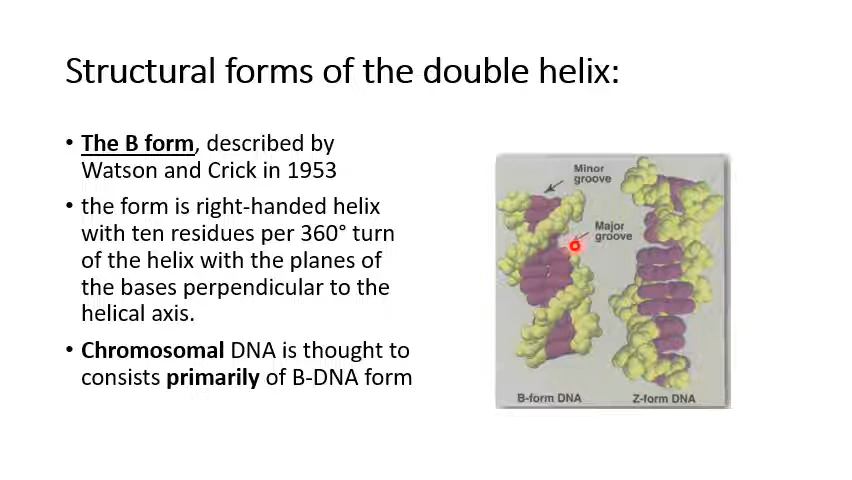 Structural forms of the double helix:
• The B form, described by
Watson and Crick in 1953
• the form is right-handed helix
with ten residues per 360° turn
of the helix with the planes of
the bases perpendicular to the
helical axis.
• Chromosomal DNA is thought to
consists primarily of B-DNA form
Minor
groove
Major
groove
B-form DNA
Z-form DNA